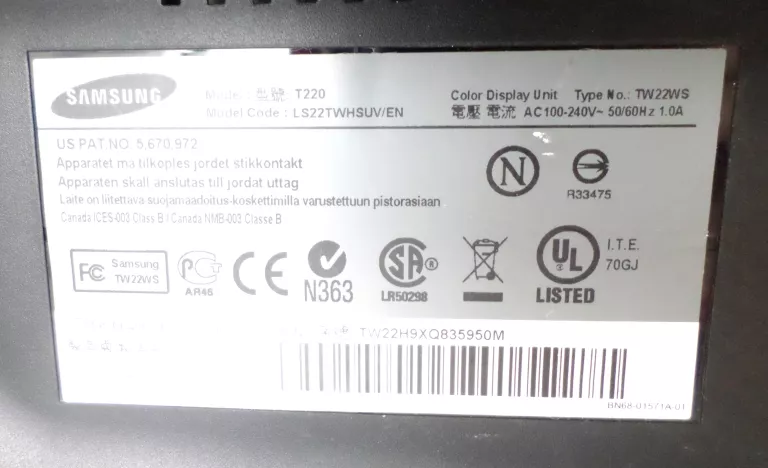 SAMSUNG
Model: 型號 T220
Model Code : LS22TWHSUV/EN
Color Display Unit Type No.: TW22WS
電壓 電流 AC100-240V~ 50/60Hz 1.0A
US PAT.NO. 5,670,972
Apparatet ma tilkoples jordet stikkontakt
Apparaten skall anslutas till jordat uttag
Laite on liitettava suojamaadoitus-koskettimilla varustettuun pistorasiaan
Canada ICES-003 Class B / Canada NMB-003 Classe B
N
R33475
FC Samsung
TW22WS
PCT
AR46
CE
N363
SA ®
LR50298
UL
LISTED
I.T.E.
70GJ
TW22H9XQ835950M
BN68-01571A-01